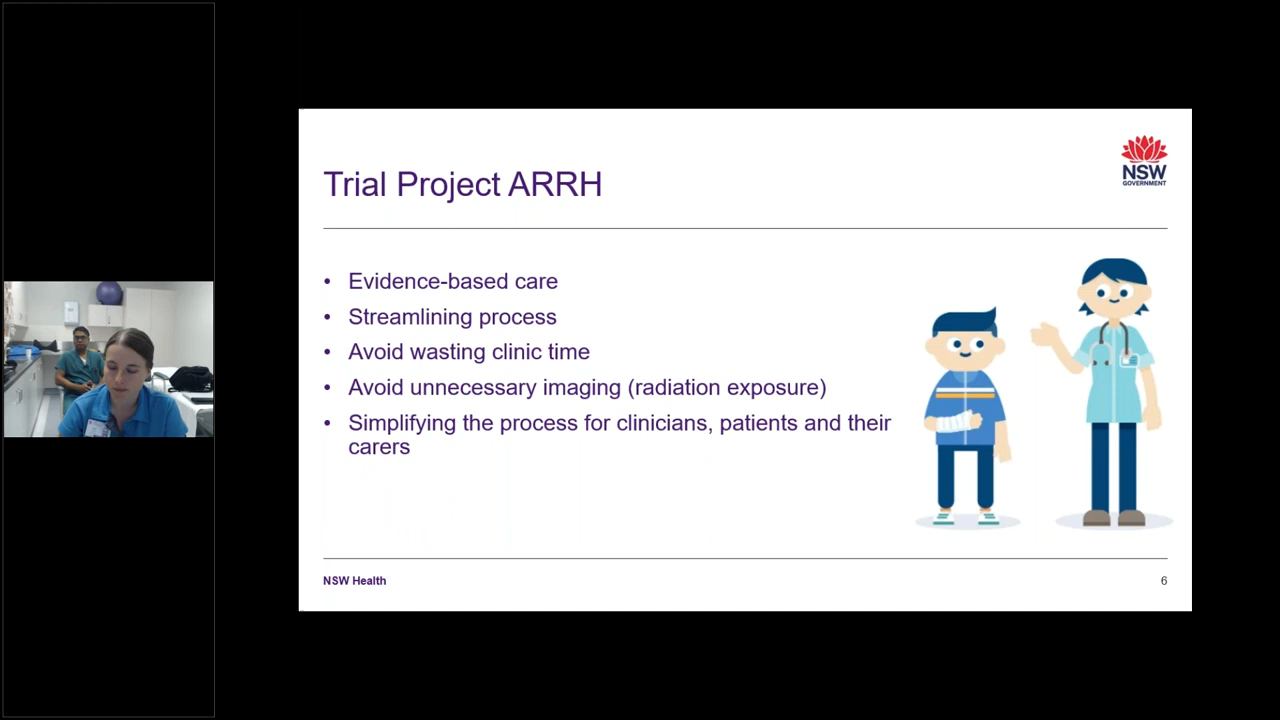 Trial Project ARRH
NSW
GOVERNMENT
• Evidence-based care
• Streamlining process
• Avoid wasting clinic time
• Avoid unnecessary imaging (radiation exposure)
• Simplifying the process for clinicians, patients and their
carers
NSW Health
6